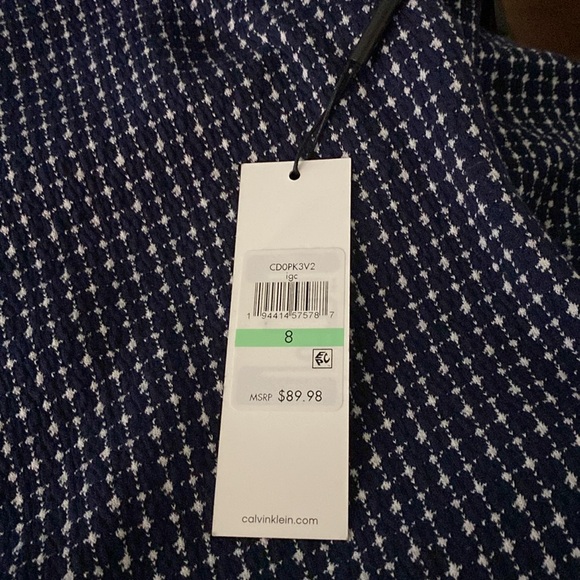 CD0PK3V2
igc
1 94414 57578 7
8
MSRP $89.98
calvinklein.com